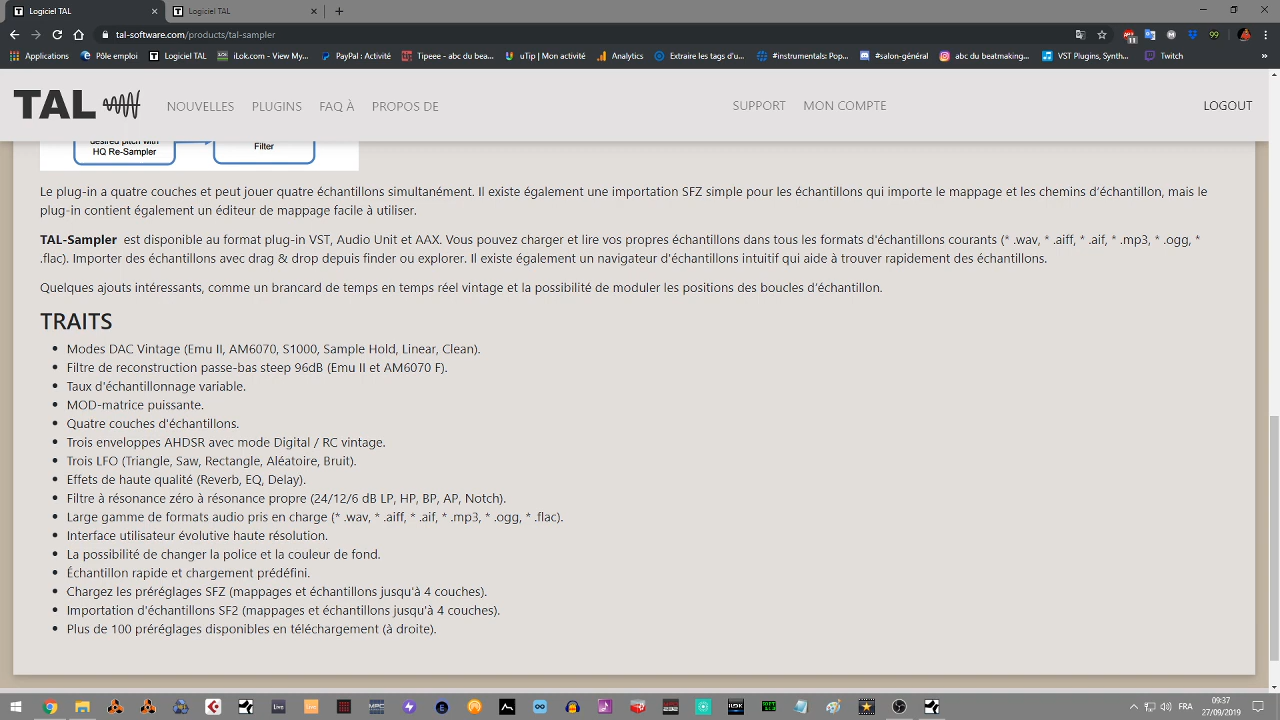 Logiciel TAL
Logiciel TAL
tal-software.com/products/tal-sampler
Applications Pôle emploi Logiciel TAL iLok.com - View My... PayPal : Activité Tipeee - abc du bea... uTip | Mon activité Analytics Extraire les tags d'... #instrumentals: Pop... #salon-général abc du beatmaking... VST Plugins, Synth... Twitch »
TAL NOUVELLES PLUGINS FAQ À PROPOS DE SUPPORT MON COMPTE LOGOUT
desired pitch with
HQ Re-Sampler
Filter
Le plug-in a quatre couches et peut jouer quatre échantillons simultanément. Il existe également une importation SFZ simple pour les échantillons qui importe le mappage et les chemins d'échantillon, mais le
plug-in contient également un éditeur de mappage facile à utiliser.
TAL-Sampler est disponible au format plug-in VST, Audio Unit et AAX. Vous pouvez charger et lire vos propres échantillons dans tous les formats d'échantillons courants (* .wav, * .aiff, * .aif, * .mp3, * .ogg, *
.flac). Importer des échantillons avec drag & drop depuis finder ou explorer. Il existe également un navigateur d'échantillons intuitif qui aide à trouver rapidement des échantillons.
Quelques ajouts intéressants, comme un brancard de temps en temps réel vintage et la possibilité de moduler les positions des boucles d'échantillon.
TRAITS
• Modes DAC Vintage (Emu II, AM6070, S1000, Sample Hold, Linear, Clean).
• Filtre de reconstruction passe-bas steep 96dB (Emu II et AM6070 F).
• Taux d'échantillonnage variable.
• MOD-matrice puissante.
• Quatre couches d'échantillons.
• Trois enveloppes AHDSR avec mode Digital / RC vintage.
• Trois LFO (Triangle, Saw, Rectangle, Aléatoire, Bruit).
• Effets de haute qualité (Reverb, EQ, Delay).
• Filtre à résonance zéro à résonance propre (24/12/6 dB LP, HP, BP, AP, Notch).
• Large gamme de formats audio pris en charge (* .wav, * .aiff, * .aif, * .mp3, * .ogg, * .flac).
• Interface utilisateur évolutive haute résolution.
• La possibilité de changer la police et la couleur de fond.
• Échantillon rapide et chargement prédéfini.
• Chargez les préréglages SFZ (mappages et échantillons jusqu'à 4 couches).
• Importation d'échantillons SF2 (mappages et échantillons jusqu'à 4 couches).
• Plus de 100 préréglages disponibles en téléchargement (à droite).
FRA
09:37
27/09/2019